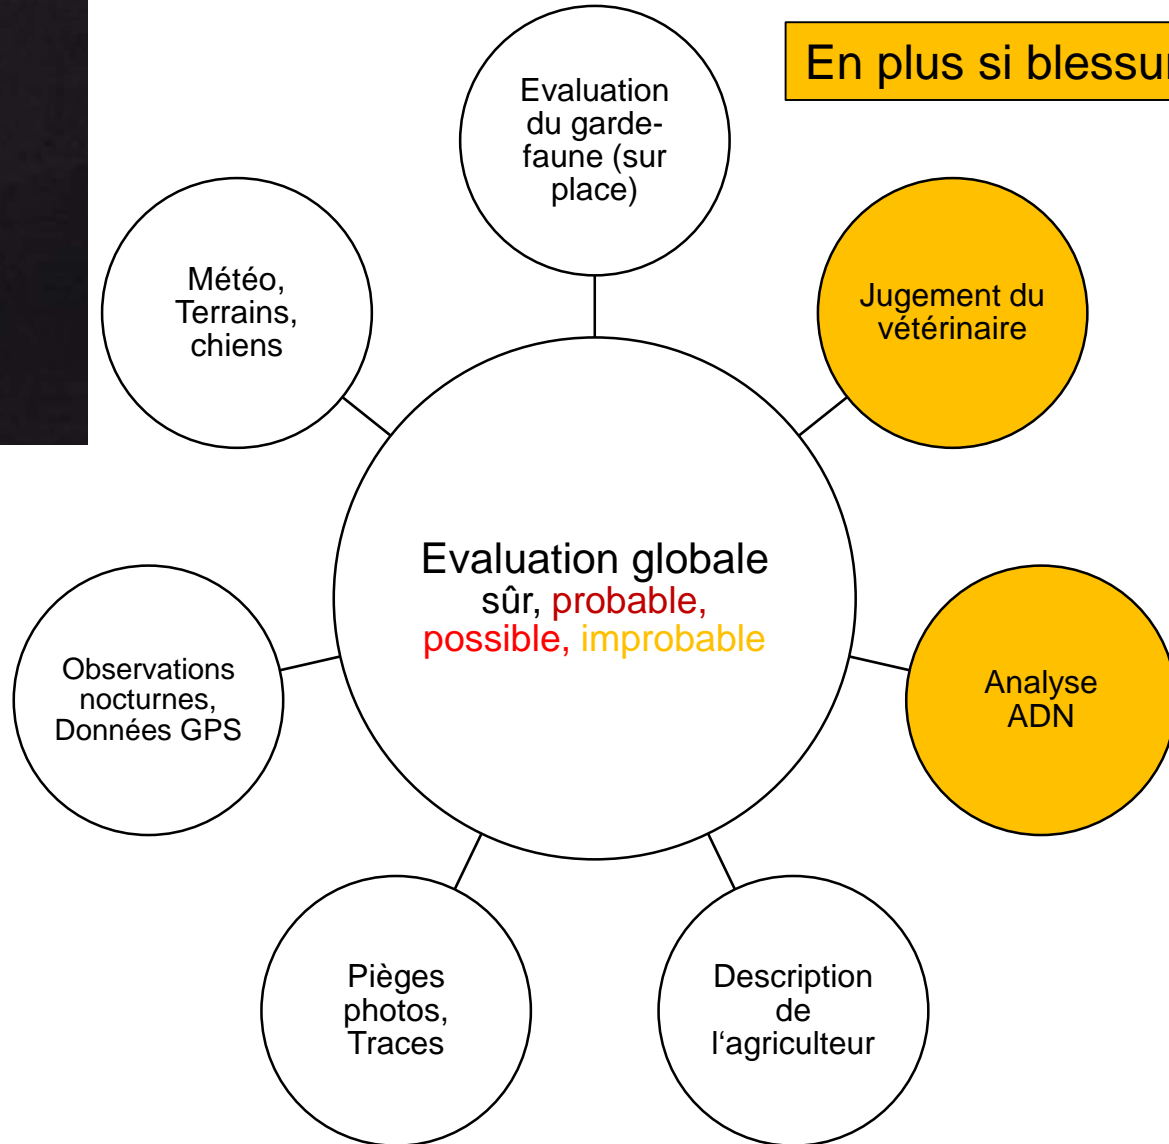 En plus si
Evaluation
du garde-
faune (sur
place)
Météo,
Terrains,
chiens
Jugement du
vétérinaire
Evaluation globale
sûr, probable,
possible, improbable
Observations
nocturnes,
Données GPS
Analyse
ADN
Pièges
photos,
Traces
Description
de
l‘agriculteur